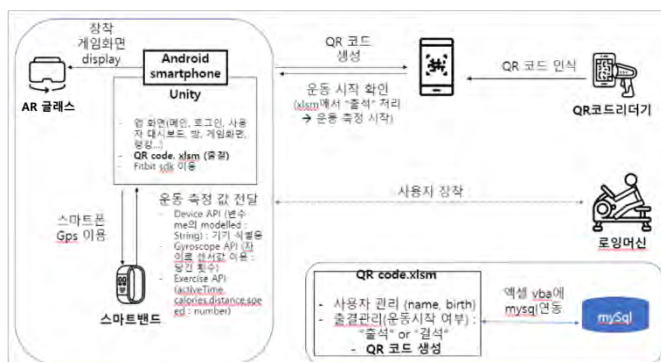 장착
게임화면
display
AR 글래스
Android
smartphone
Unity
- 앱 화면(메인, 로그인, 사용
자 대시보드, 방, 게임화면,
랭킹...)
- QR code. xlsm (출결)
- Fitbit sdk 이용
QR 코드
생성
운동 시작 확인
(xlsm에서 "출석" 처리
→ 운동 측정 시작)
QR 코드 인식
QR코드리더기
스마트폰
Gps 이용
스마트밴드
운동 측정 값 전달
- Device API (변수
me의 modelled :
String) : 기기 식별용
- Gyroscope API (자
이로 센서값 이용 :
당긴 횟수)
- Exercise API
(activeTime,
calories,distance,spe
ed : number)
사용자 장착
로잉머신
QR code.xlsm
- 사용자 관리 (name, birth)
- 출결관리(운동시작 여부) :
"출석" or "결석"
- QR 코드 생성
엑셀 vba에
mysql연동
mySql